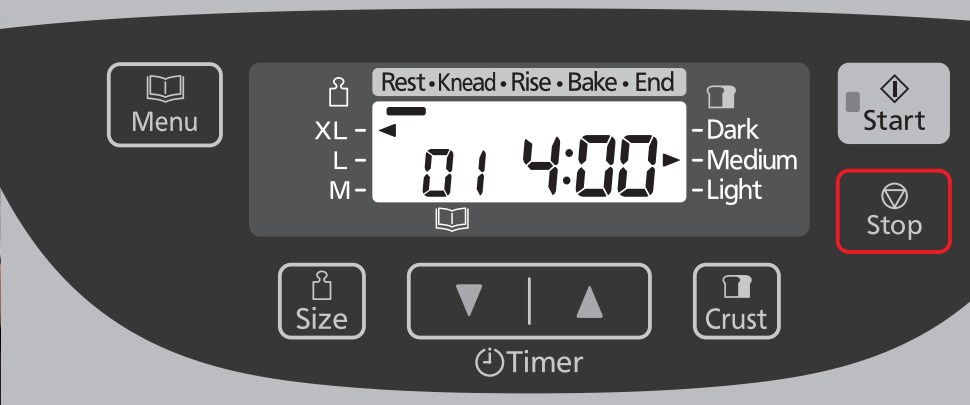 Menu
Rest • Knead • Rise • Bake • End
XL –
L –
M –
01 4:00
– Dark
– Medium
– Light
Start
Stop
Size
Crust
Timer